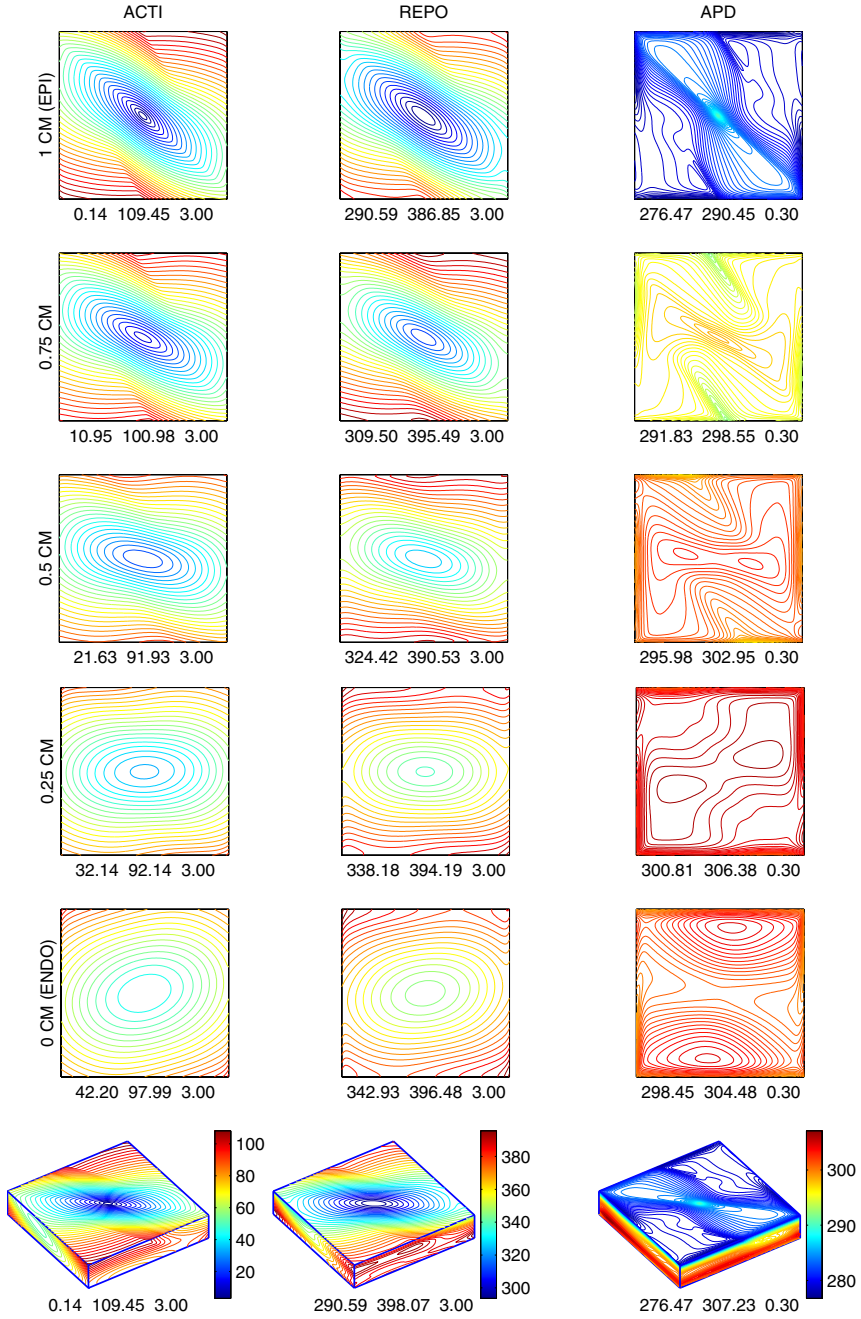 ACTI REPO APD
1 CM (EPI)
0.14 109.45 3.00 290.59 386.85 3.00 276.47 290.45 0.30
0.75 CM
10.95 100.98 3.00 309.50 395.49 3.00 291.83 298.55 0.30
0.5 CM
21.63 91.93 3.00 324.42 390.53 3.00 295.98 302.95 0.30
0.25 CM
32.14 92.14 3.00 338.18 394.19 3.00 300.81 306.38 0.30
0 CM (ENDO)
42.20 97.99 3.00 342.93 396.48 3.00 298.45 304.48 0.30
100
80
60
40
20
380
360
340
320
300
300
290
280
0.14 109.45 3.00 290.59 398.07 3.00 276.47 307.23 0.30